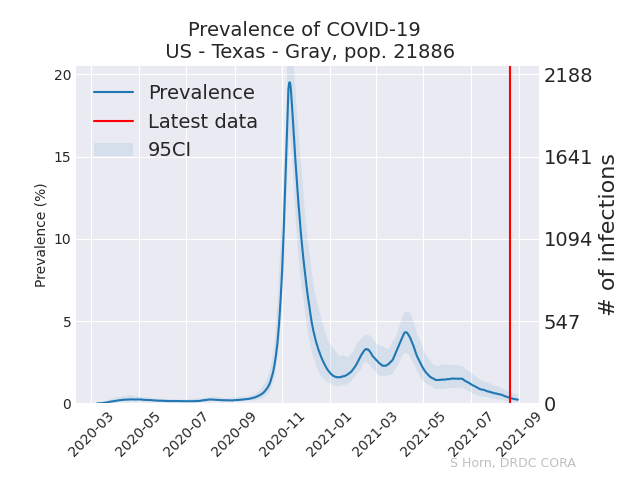 Prevalence of COVID-19
US - Texas - Gray, pop. 21886
Prevalence
Latest data
95CI
Prevalence (%)
20
15
10
5
0
2188
1641
1094
547
0
# of infections
2020-03
2020-05
2020-07
2020-09
2020-11
2021-01
2021-03
2021-05
2021-07
2021-09
S Horn, DRDC CORA